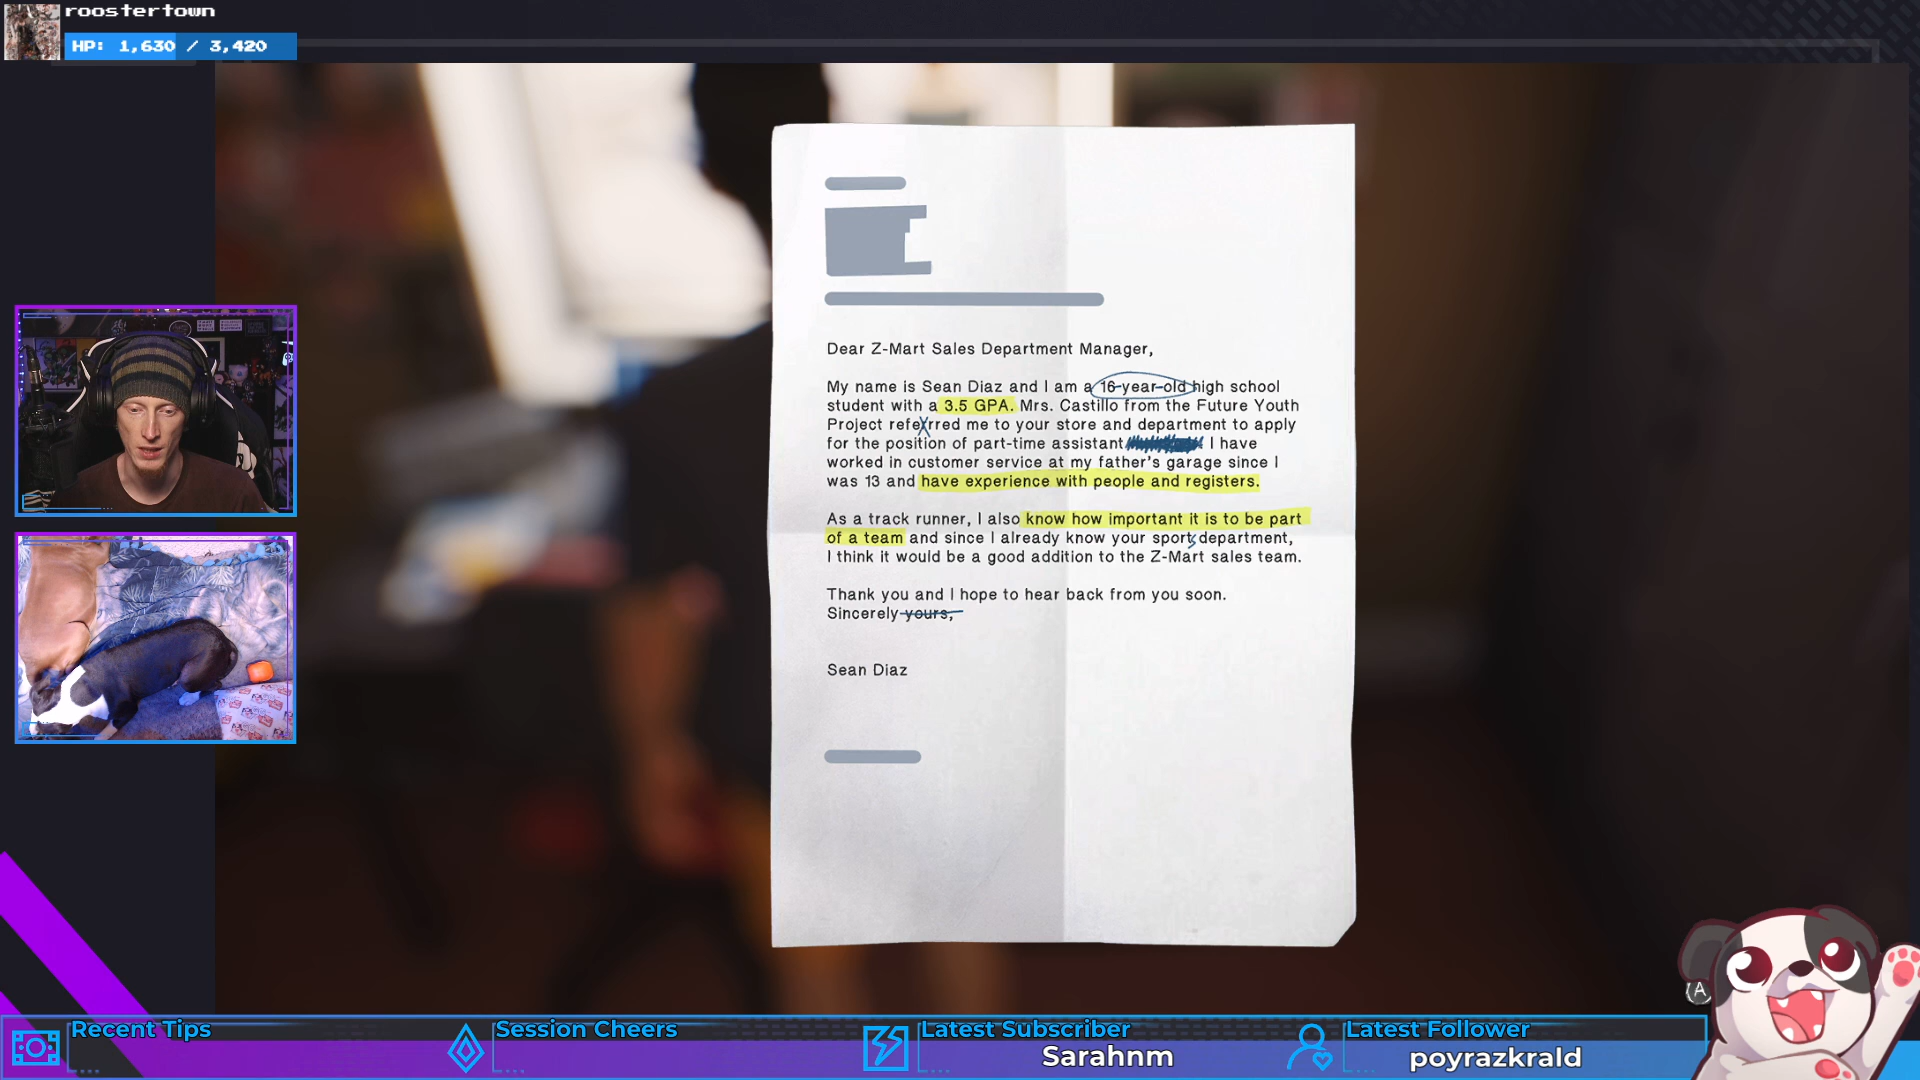 roostertown
HP: 1,630 / 3,420
Dear Z-Mart Sales Department Manager,
My name is Sean Diaz and I am a 16-year-old high school
student with a 3.5 GPA. Mrs. Castillo from the Future Youth
Project referred me to your store and department to apply
for the position of part-time assistant I have
worked in customer service at my father's garage since I
was 13 and have experience with people and registers.
As a track runner, I also know how important it is to be part
of a team and since I already know your sports department,
I think it would be a good addition to the Z-Mart sales team.
Thank you and I hope to hear back from you soon.
Sincerely yours,
Sean Diaz
(A
Recent Tips
Session Cheers
Latest Subscriber
Sarahnm
Latest Follower
poyrazkrald